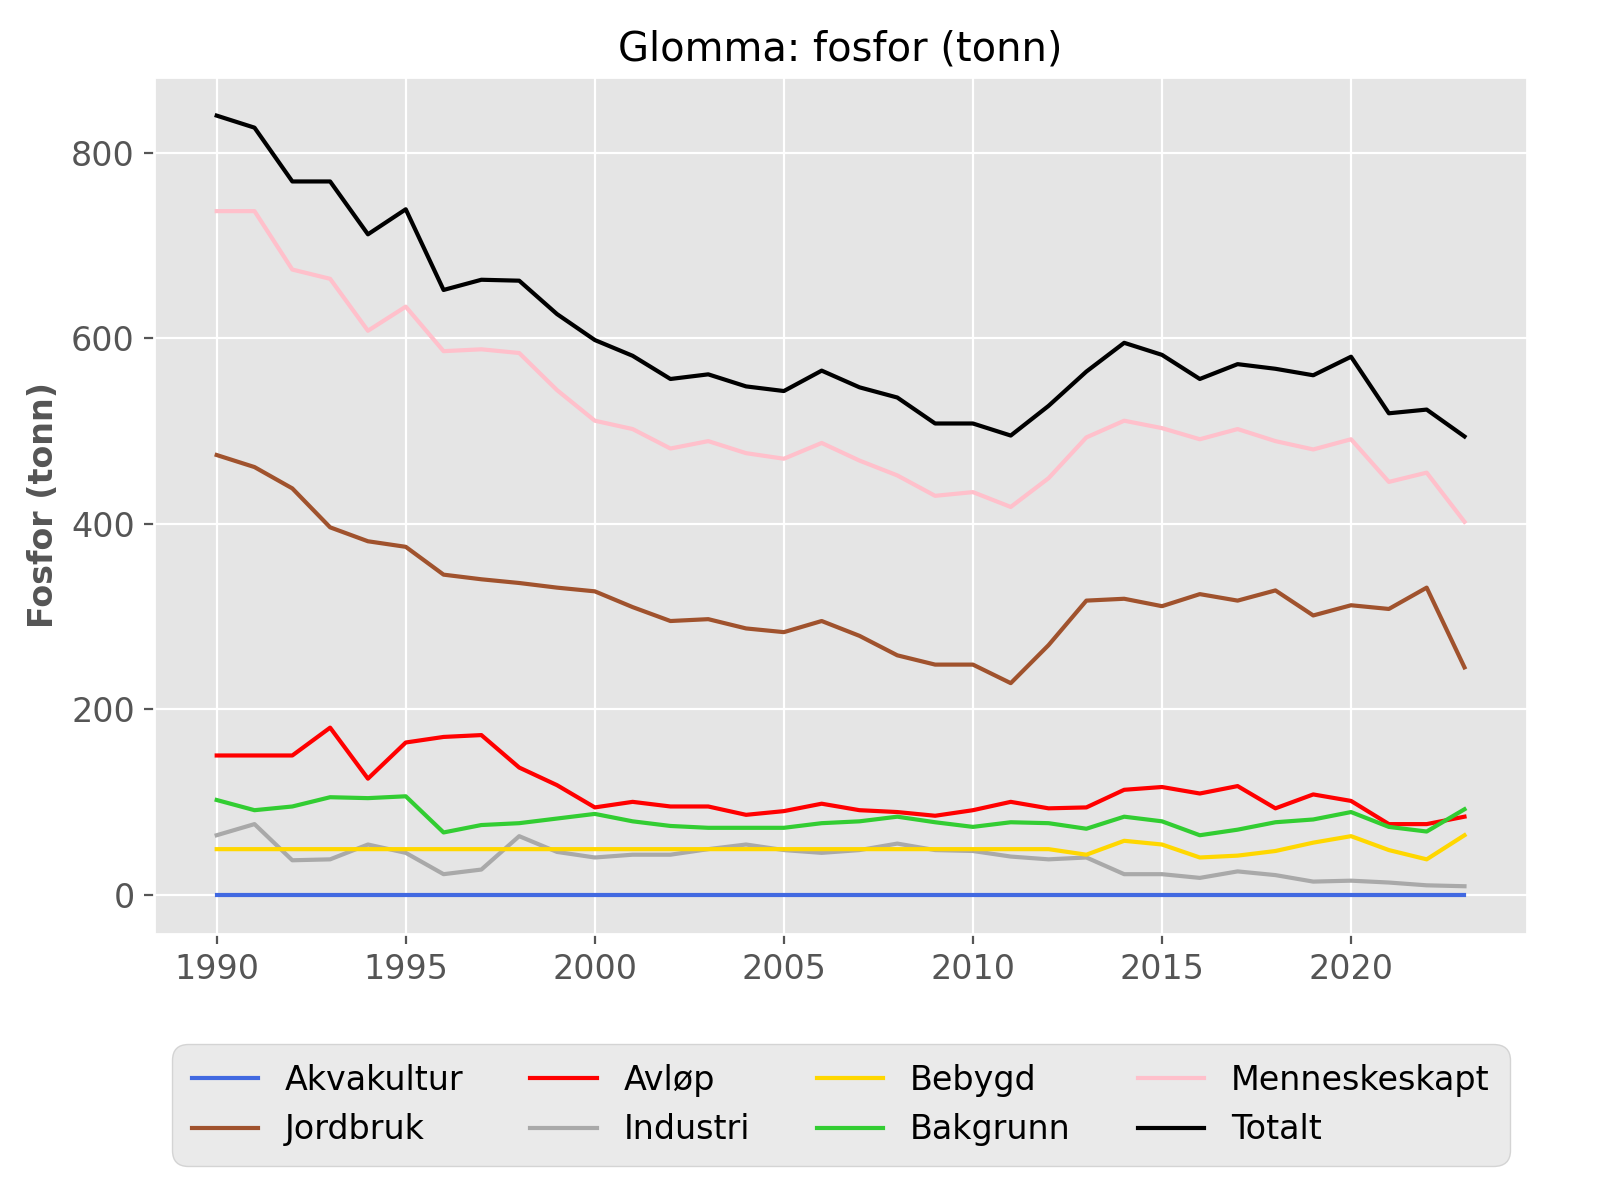 Glomma: fosfor (tonn)
Fosfor (tonn)
800
600
400
200
0
1990 1995 2000 2005 2010 2015 2020
Akvakultur Avløp Bebygd Menneskeskapt
Jordbruk Industri Bakgrunn Totalt